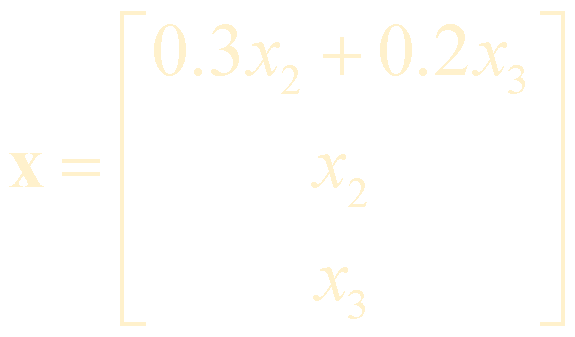 0.3x₂ + 0.2x₃
x = x₂
x₃